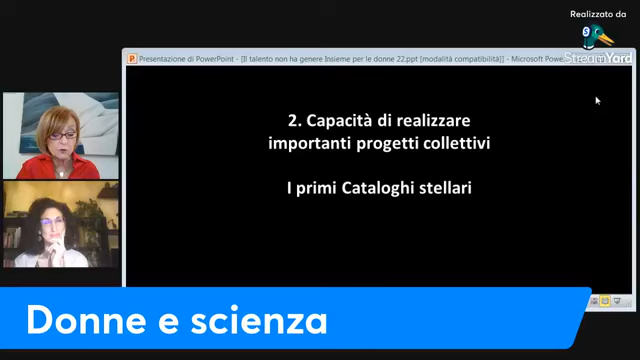 Realizzato da
StreamYard
Presentazione di PowerPoint - [Il talento non ha genere Insieme per le donne 22.ppt [modalità compatibilità] - Microsoft Power
2. Capacità di realizzare
importanti progetti collettivi
I primi Cataloghi stellari
Donne e scienza